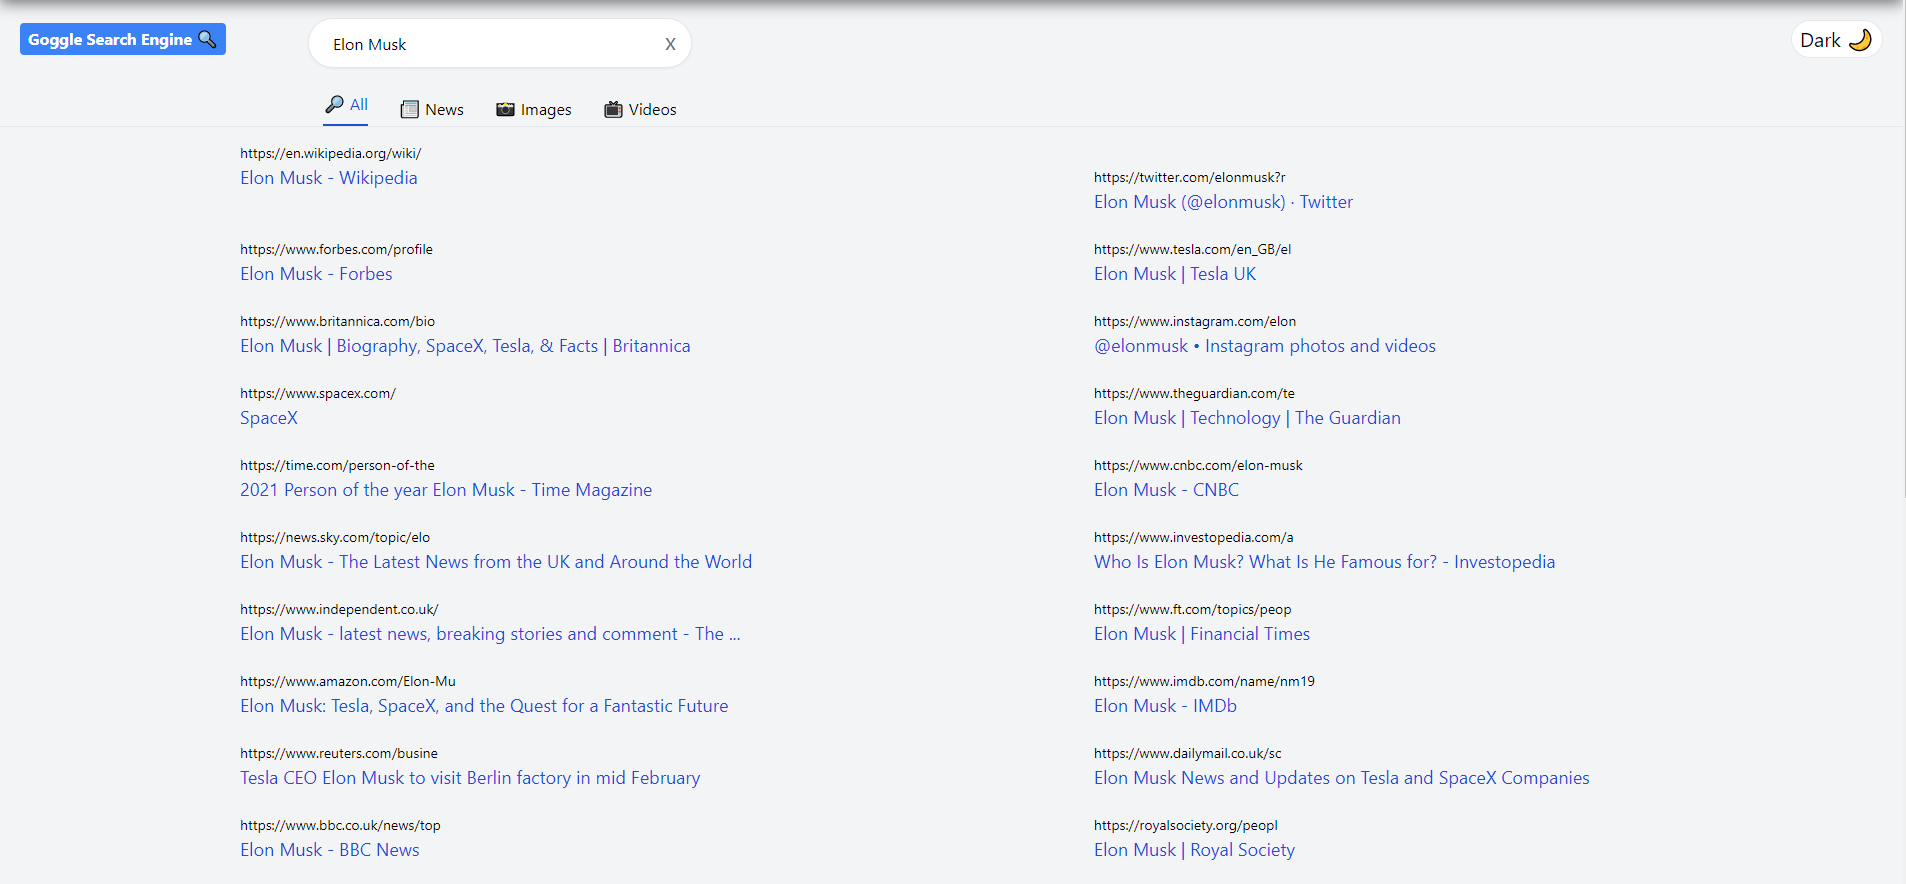 Goggle Search Engine
Elon Musk X
Dark
All News Images Videos
https://en.wikipedia.org/wiki/
Elon Musk - Wikipedia
https://twitter.com/elonmusk?r
Elon Musk (@elonmusk) · Twitter
https://www.forbes.com/profile
Elon Musk - Forbes
https://www.tesla.com/en_GB/el
Elon Musk | Tesla UK
https://www.britannica.com/bio
Elon Musk | Biography, SpaceX, Tesla, & Facts | Britannica
https://www.instagram.com/elon
@elonmusk • Instagram photos and videos
https://www.spacex.com/
SpaceX
https://www.theguardian.com/te
Elon Musk | Technology | The Guardian
https://time.com/person-of-the
2021 Person of the year Elon Musk - Time Magazine
https://www.cnbc.com/elon-musk
Elon Musk - CNBC
https://news.sky.com/topic/elo
Elon Musk - The Latest News from the UK and Around the World
https://www.investopedia.com/a
Who Is Elon Musk? What Is He Famous for? - Investopedia
https://www.independent.co.uk/
Elon Musk - latest news, breaking stories and comment - The ...
https://www.ft.com/topics/peop
Elon Musk | Financial Times
https://www.amazon.com/Elon-Mu
Elon Musk: Tesla, SpaceX, and the Quest for a Fantastic Future
https://www.imdb.com/name/nm19
Elon Musk - IMDb
https://www.reuters.com/busine
Tesla CEO Elon Musk to visit Berlin factory in mid February
https://www.dailymail.co.uk/sc
Elon Musk News and Updates on Tesla and SpaceX Companies
https://www.bbc.co.uk/news/top
Elon Musk - BBC News
https://royalsociety.org/peopl
Elon Musk | Royal Society